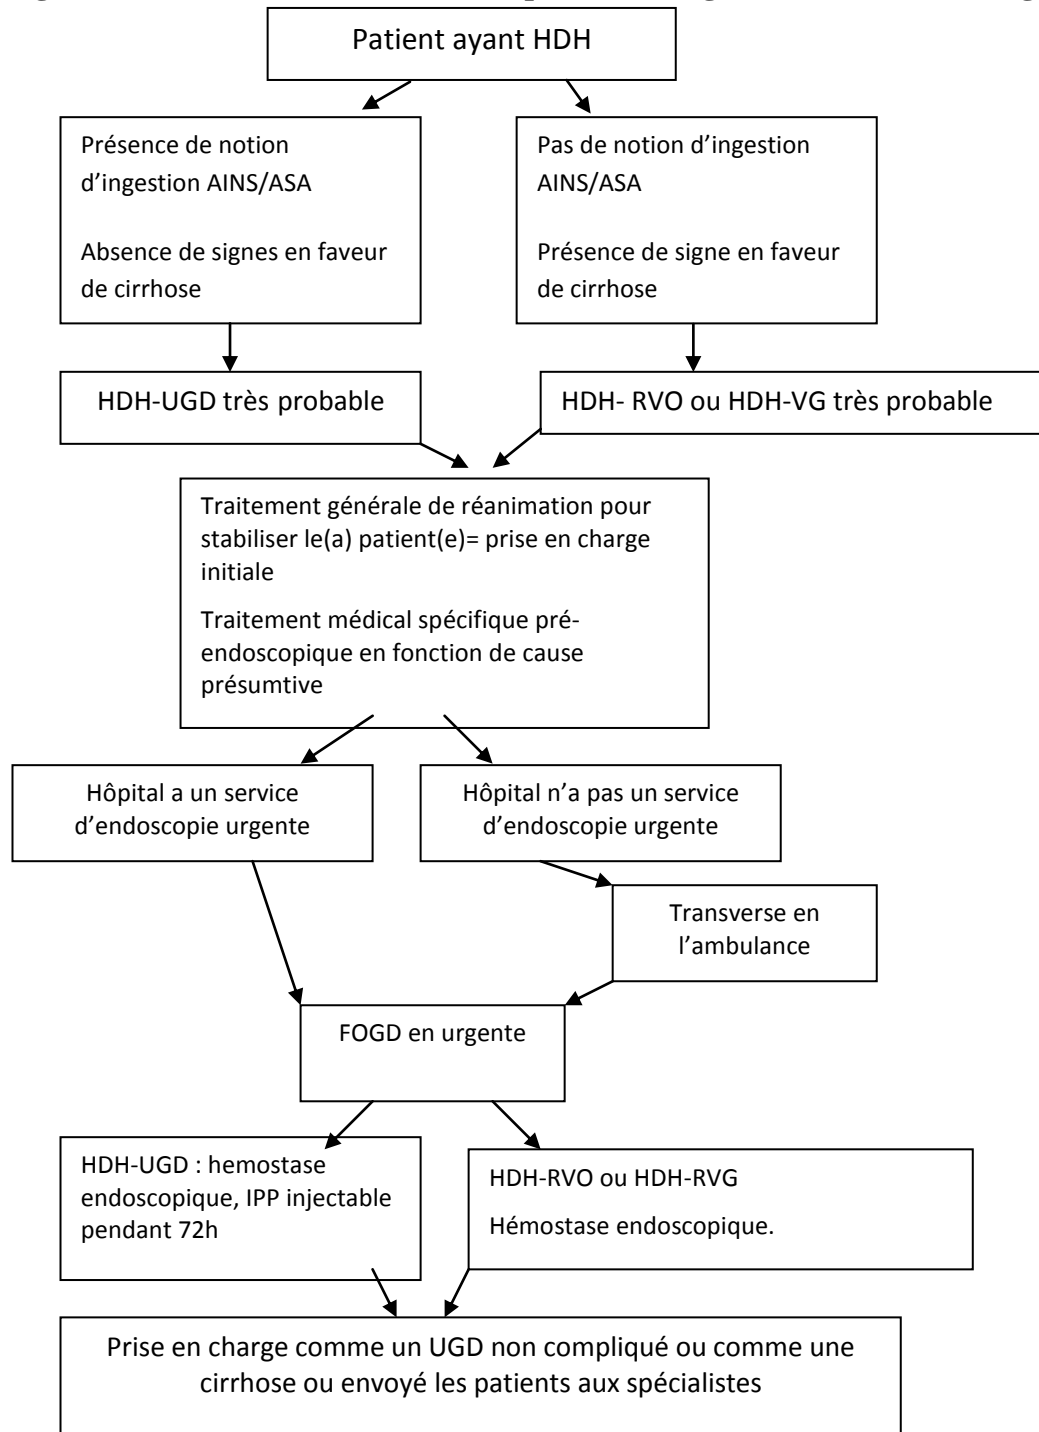 Patient ayant HDH
Présence de notion
d'ingestion AINS/ASA
Absence de signes en faveur
de cirrhose
Pas de notion d'ingestion
AINS/ASA
Présence de signe en faveur
de cirrhose
HDH-UGD très probable
HDH- RVO ou HDH-VG très probable
Traitement générale de réanimation pour
stabiliser le(a) patient(e)= prise en charge
initiale
Traitement médical spécifique pré-
endoscopique en fonction de cause
présumtive
Hôpital a un service
d'endoscopie urgente
Hôpital n'a pas un service
d'endoscopie urgente
Transverse en
l'ambulance
FOGD en urgente
HDH-UGD : hemostase
endoscopique, IPP injectable
pendant 72h
HDH-RVO ou HDH-RVG
Hémostase endoscopique.
Prise en charge comme un UGD non compliqué ou comme une
cirrhose ou envoyé les patients aux spécialistes